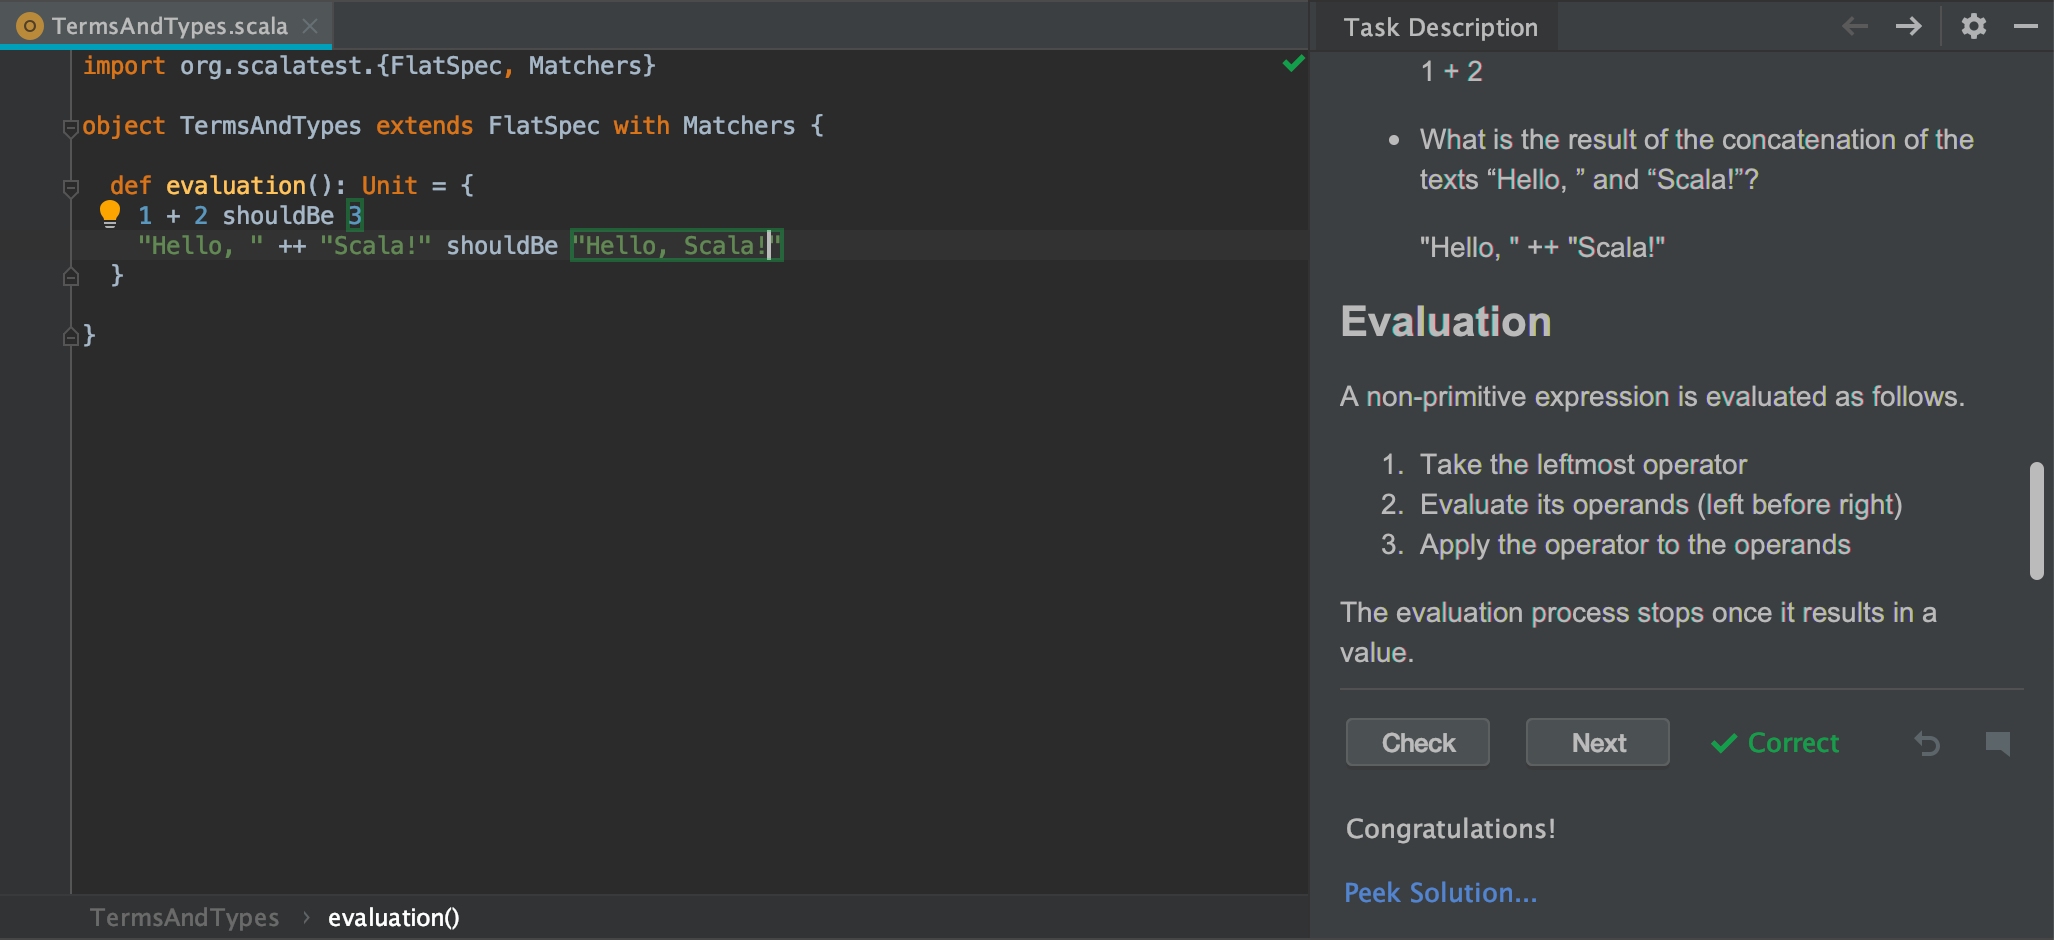 TermsAndTypes.scala
import org.scalatest.{FlatSpec, Matchers}
object TermsAndTypes extends FlatSpec with Matchers {
def evaluation(): Unit = {
1 + 2 shouldBe 3
"Hello, " ++ "Scala!" shouldBe "Hello, Scala!"
}
}
TermsAndTypes › evaluation()
Task Description
1 + 2
• What is the result of the concatenation of the
texts “Hello, ” and “Scala!”?
"Hello, " ++ "Scala!"
Evaluation
A non-primitive expression is evaluated as follows.
1. Take the leftmost operator
2. Evaluate its operands (left before right)
3. Apply the operator to the operands
The evaluation process stops once it results in a
value.
Check
Next
Correct
Congratulations!
Peek Solution...